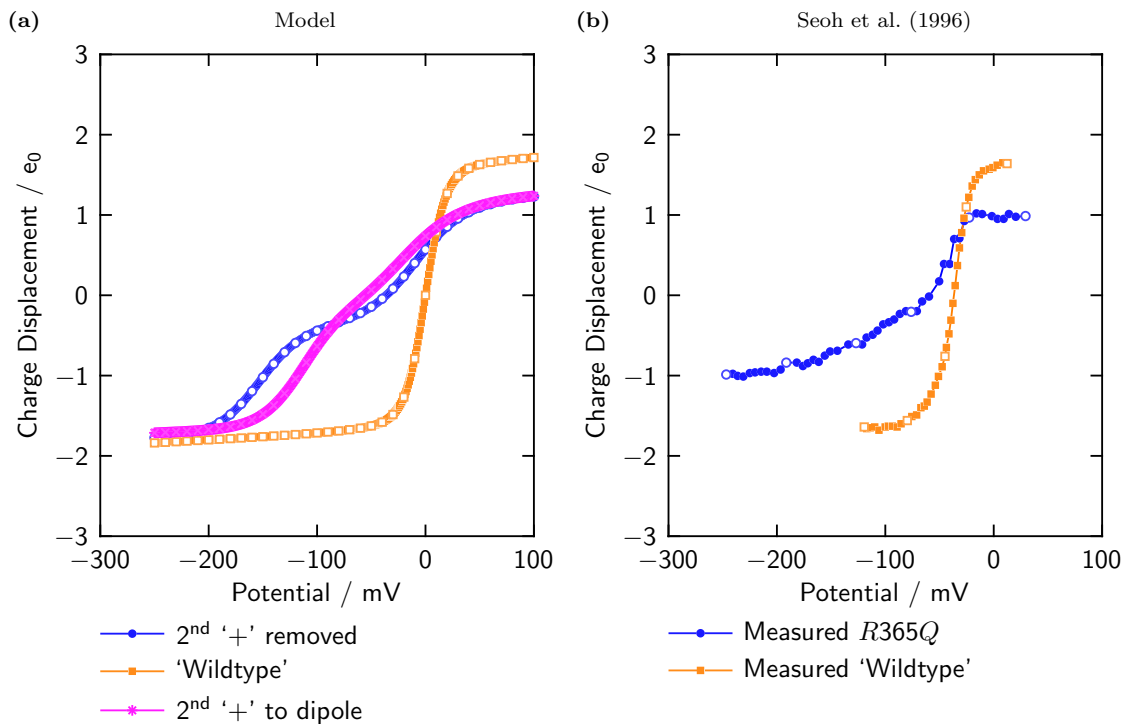 (a) Model (b) Seoh et al. (1996)
3 3
2 2
1 1
0 0
−1 −1
−2 −2
−3 −3
Charge Displacement / e0
Charge Displacement / e0
−300 −200 −100 0 100 −300 −200 −100 0 100
Potential / mV Potential / mV
2nd ‘+’ removed Measured R365Q
‘Wildtype’ Measured ‘Wildtype’
2nd ‘+’ to dipole